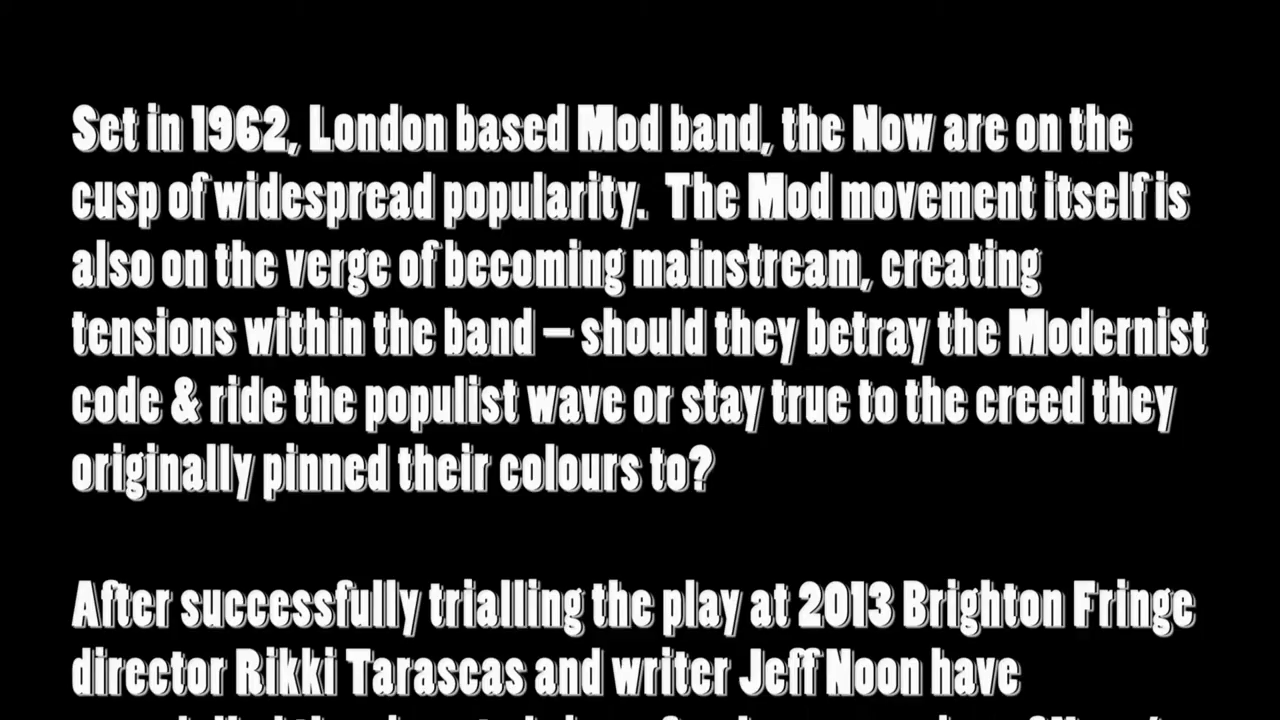 Set in 1962, London based Mod band, the Now are on the
cusp of widespread popularity.  The Mod movement itself is
also on the verge of becoming mainstream, creating
tensions within the band – should they betray the Modernist
code & ride the populist wave or stay true to the creed they
originally pinned their colours to?
After successfully trialling the play at 2013 Brighton Fringe
director Rikki Tarascas and writer Jeff Noon have